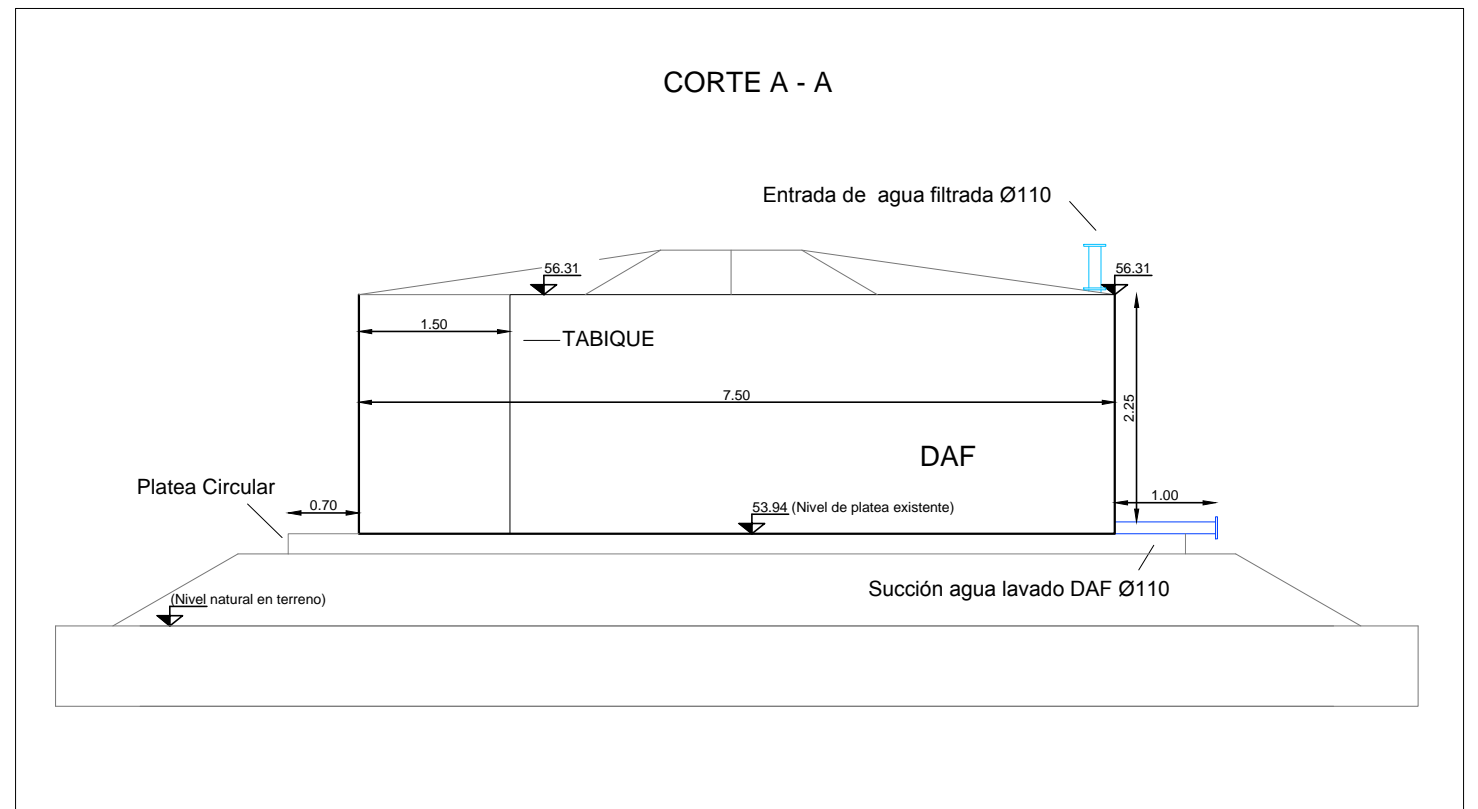 CORTE A - A
Entrada de agua filtrada Ø110
56.31
56.31
1.50
TABIQUE
7.50
2.25
DAF
Platea Circular
0.70
53.94 (Nivel de platea existente)
1.00
Succión agua lavado DAF Ø110
(Nivel natural en terreno)